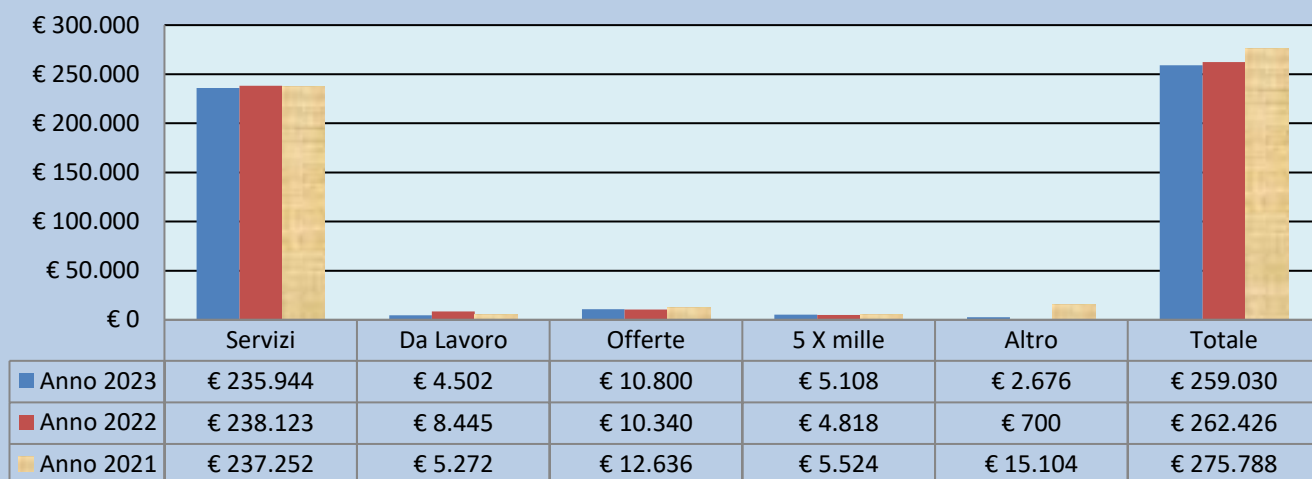 € 300.000
€ 250.000
€ 200.000
€ 150.000
€ 100.000
€ 50.000
€ 0
Servizi Da Lavoro Offerte 5 X mille Altro Totale
Anno 2023 € 235.944 € 4.502 € 10.800 € 5.108 € 2.676 € 259.030
Anno 2022 € 238.123 € 8.445 € 10.340 € 4.818 € 700 € 262.426
Anno 2021 € 237.252 € 5.272 € 12.636 € 5.524 € 15.104 € 275.788